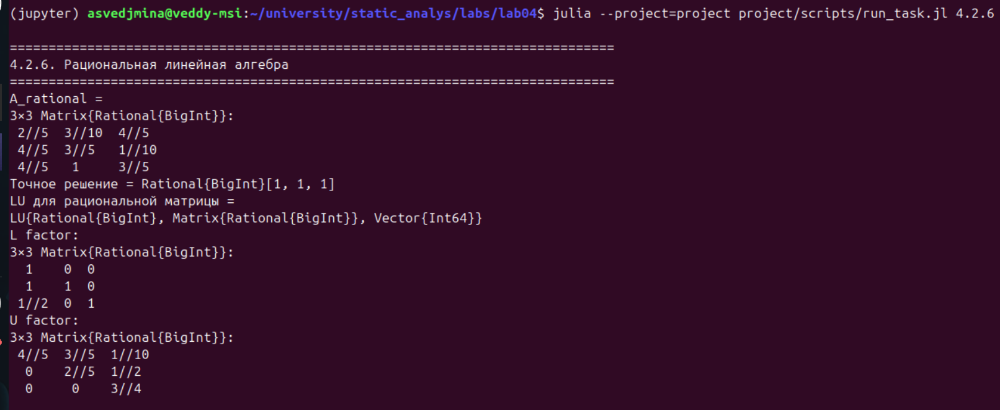 (jupyter) asvedjmina@veddy-msi:~/university/static_analys/labs/lab04$ julia --project=project project/scripts/run_task.jl 4.2.6
==============================================================================
4.2.6. Рациональная линейная алгебра
==============================================================================
A_rational =
3×3 Matrix{Rational{BigInt}}:
 2//5  3//10  4//5
 4//5  3//5   1//10
 4//5   1     3//5
Точное решение = Rational{BigInt}[1, 1, 1]
LU для рациональной матрицы =
LU{Rational{BigInt}, Matrix{Rational{BigInt}}, Vector{Int64}}
L factor:
3×3 Matrix{Rational{BigInt}}:
  1    0  0
  1    1  0
 1//2  0  1
U factor:
3×3 Matrix{Rational{BigInt}}:
 4//5  3//5  1//10
  0    2//5  1//2
  0     0    3//4